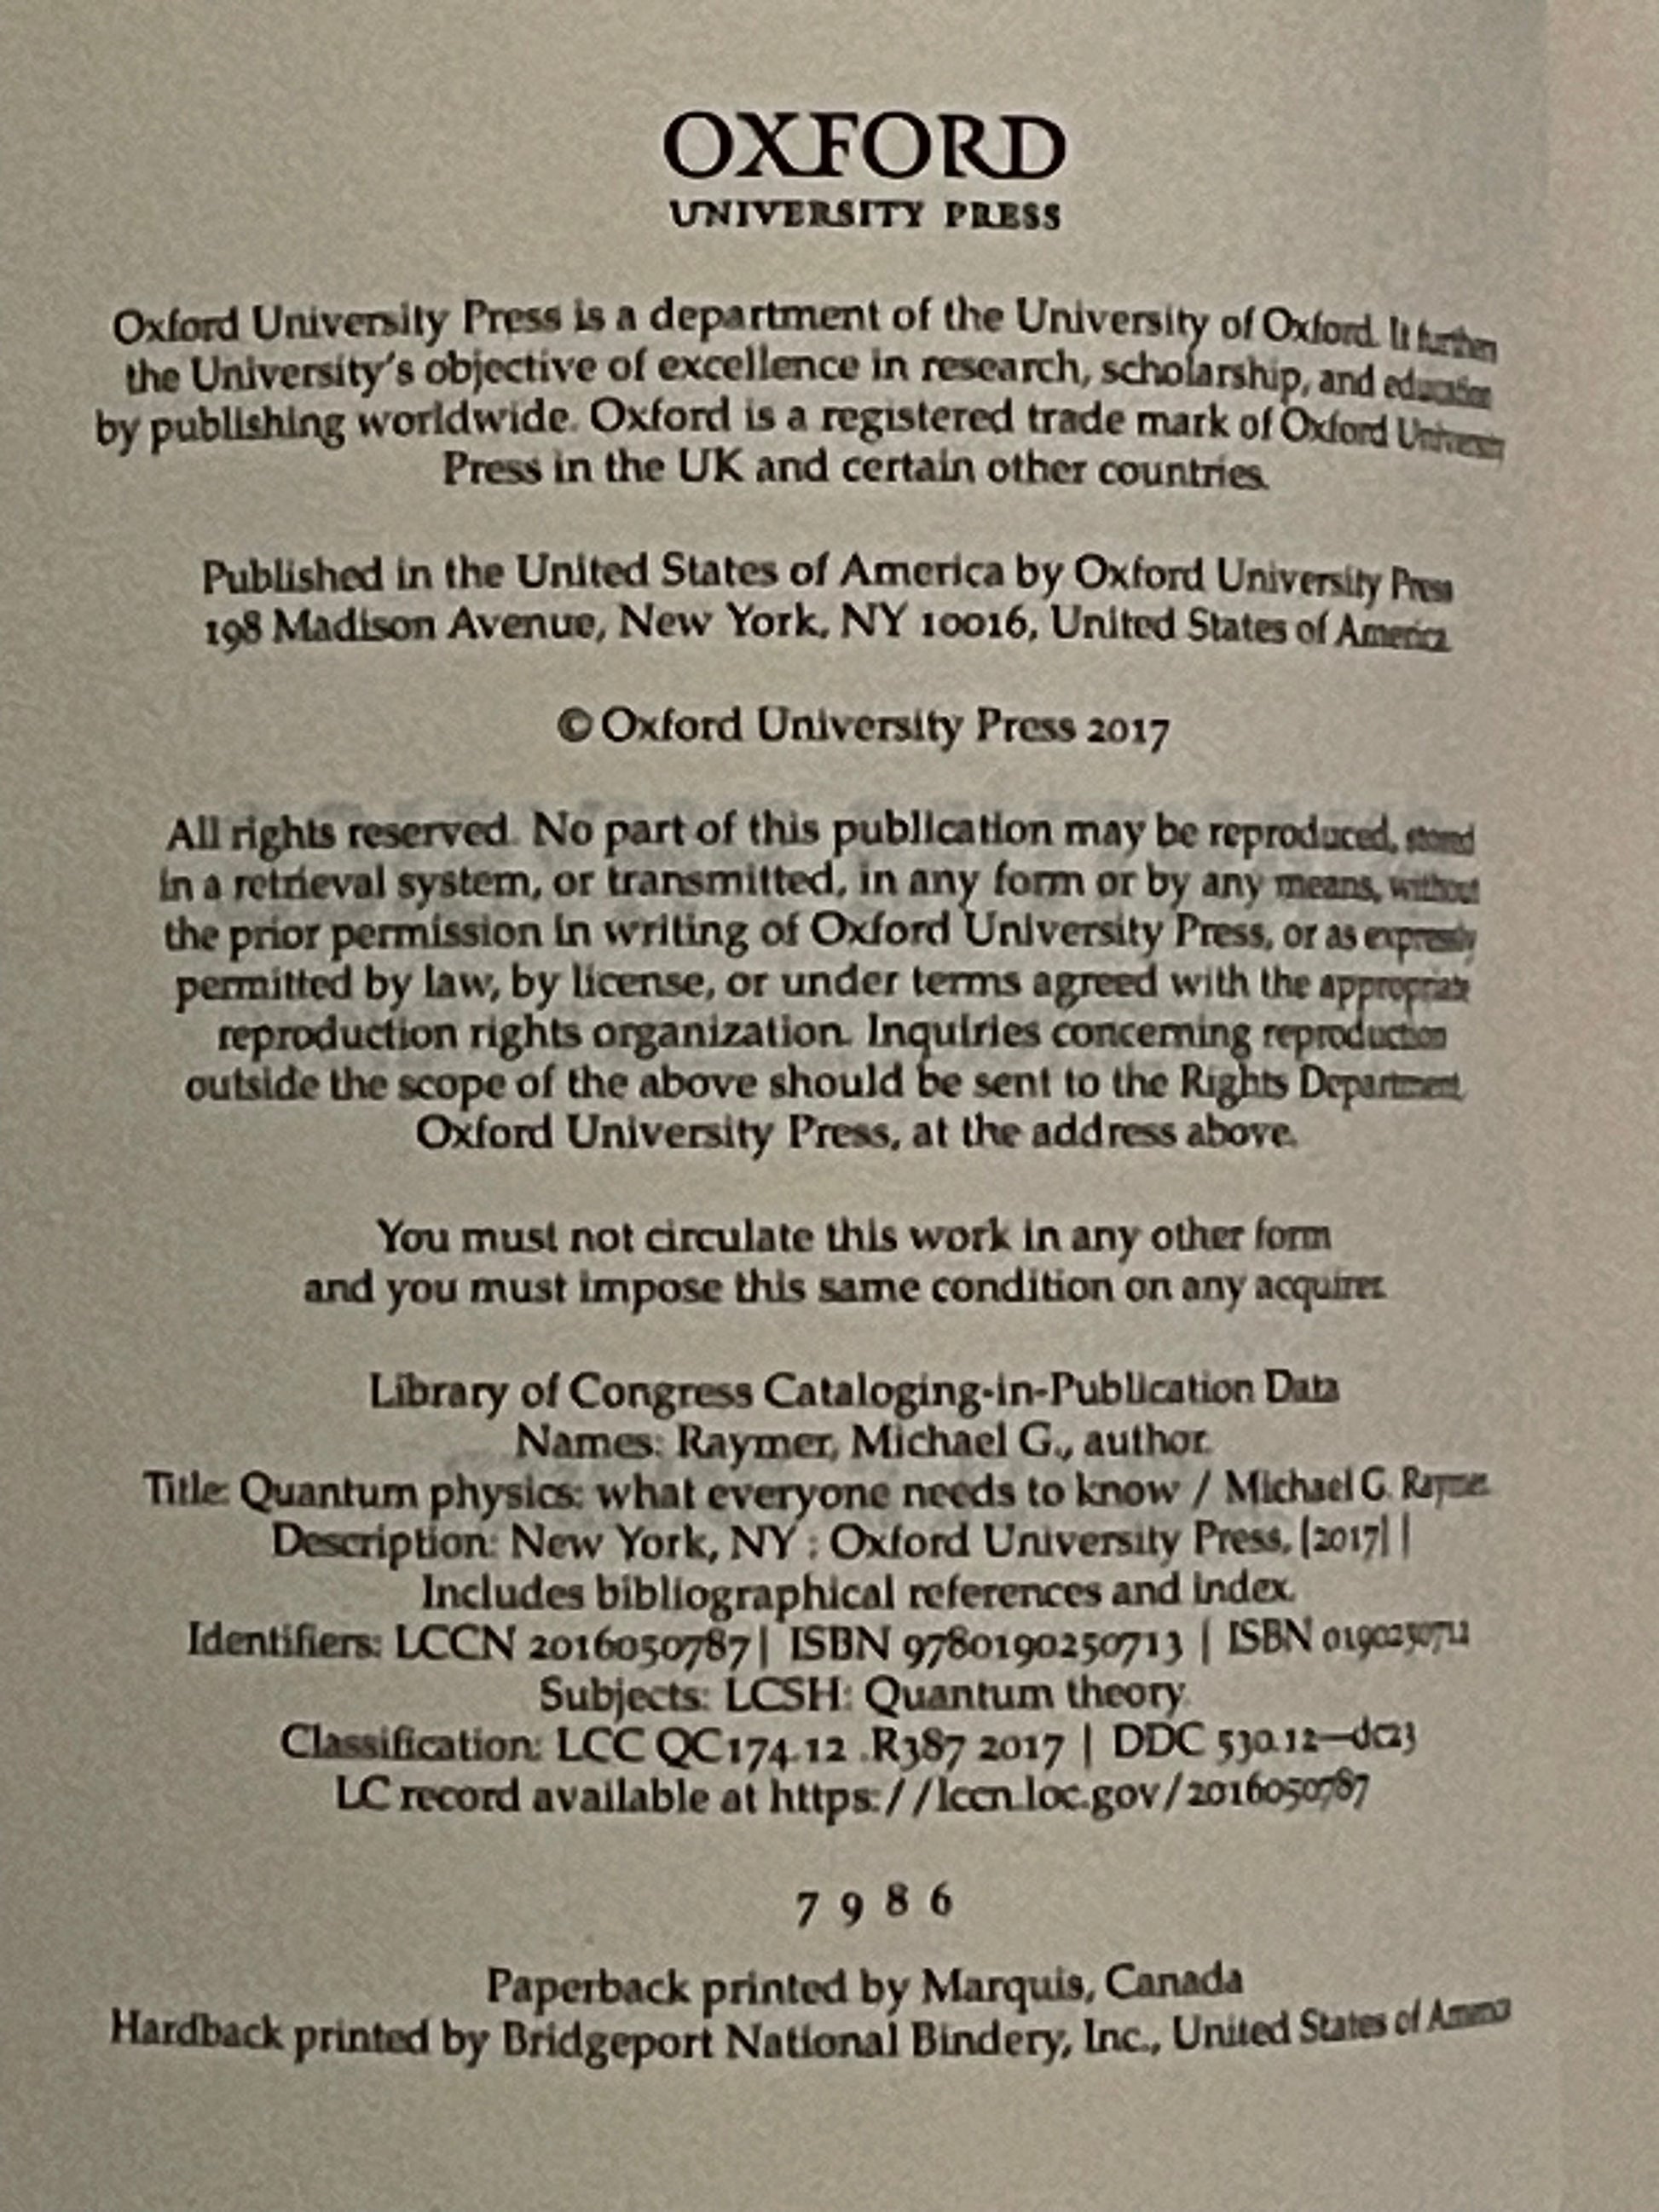 OXFORD
UNIVERSITY PRESS
Oxford University Press is a department of the University of Oxford. It furthers
the University's objective of excellence in research, scholarship, and education
by publishing worldwide. Oxford is a registered trade mark of Oxford University
Press in the UK and certain other countries.
Published in the United States of America by Oxford University Press
198 Madison Avenue, New York, NY 10016, United States of America.
© Oxford University Press 2017
All rights reserved. No part of this publication may be reproduced, stored
in a retrieval system, or transmitted, in any form or by any means, without
the prior permission in writing of Oxford University Press, or as expressly
permitted by law, by license, or under terms agreed with the appropriate
reproduction rights organization. Inquiries concerning reproduction
outside the scope of the above should be sent to the Rights Department,
Oxford University Press, at the address above.
You must not circulate this work in any other form
and you must impose this same condition on any acquirer.
Library of Congress Cataloging-in-Publication Data
Names: Raymer, Michael G., author.
Title: Quantum physics: what everyone needs to know / Michael G. Raymer.
Description: New York, NY : Oxford University Press, [2017] |
Includes bibliographical references and index.
Identifiers: LCCN 2016050787| ISBN 9780190250713 | ISBN
Subjects: LCSH: Quantum theory.
Classification: LCC QC174.12 .R387 2017 | DDC 530.12—dc23
LC record available at https://lccn.loc.gov/2016050787
7 9 8 6
Paperback printed by Marquis, Canada
Hardback printed by Bridgeport National Bindery, Inc., United States of America